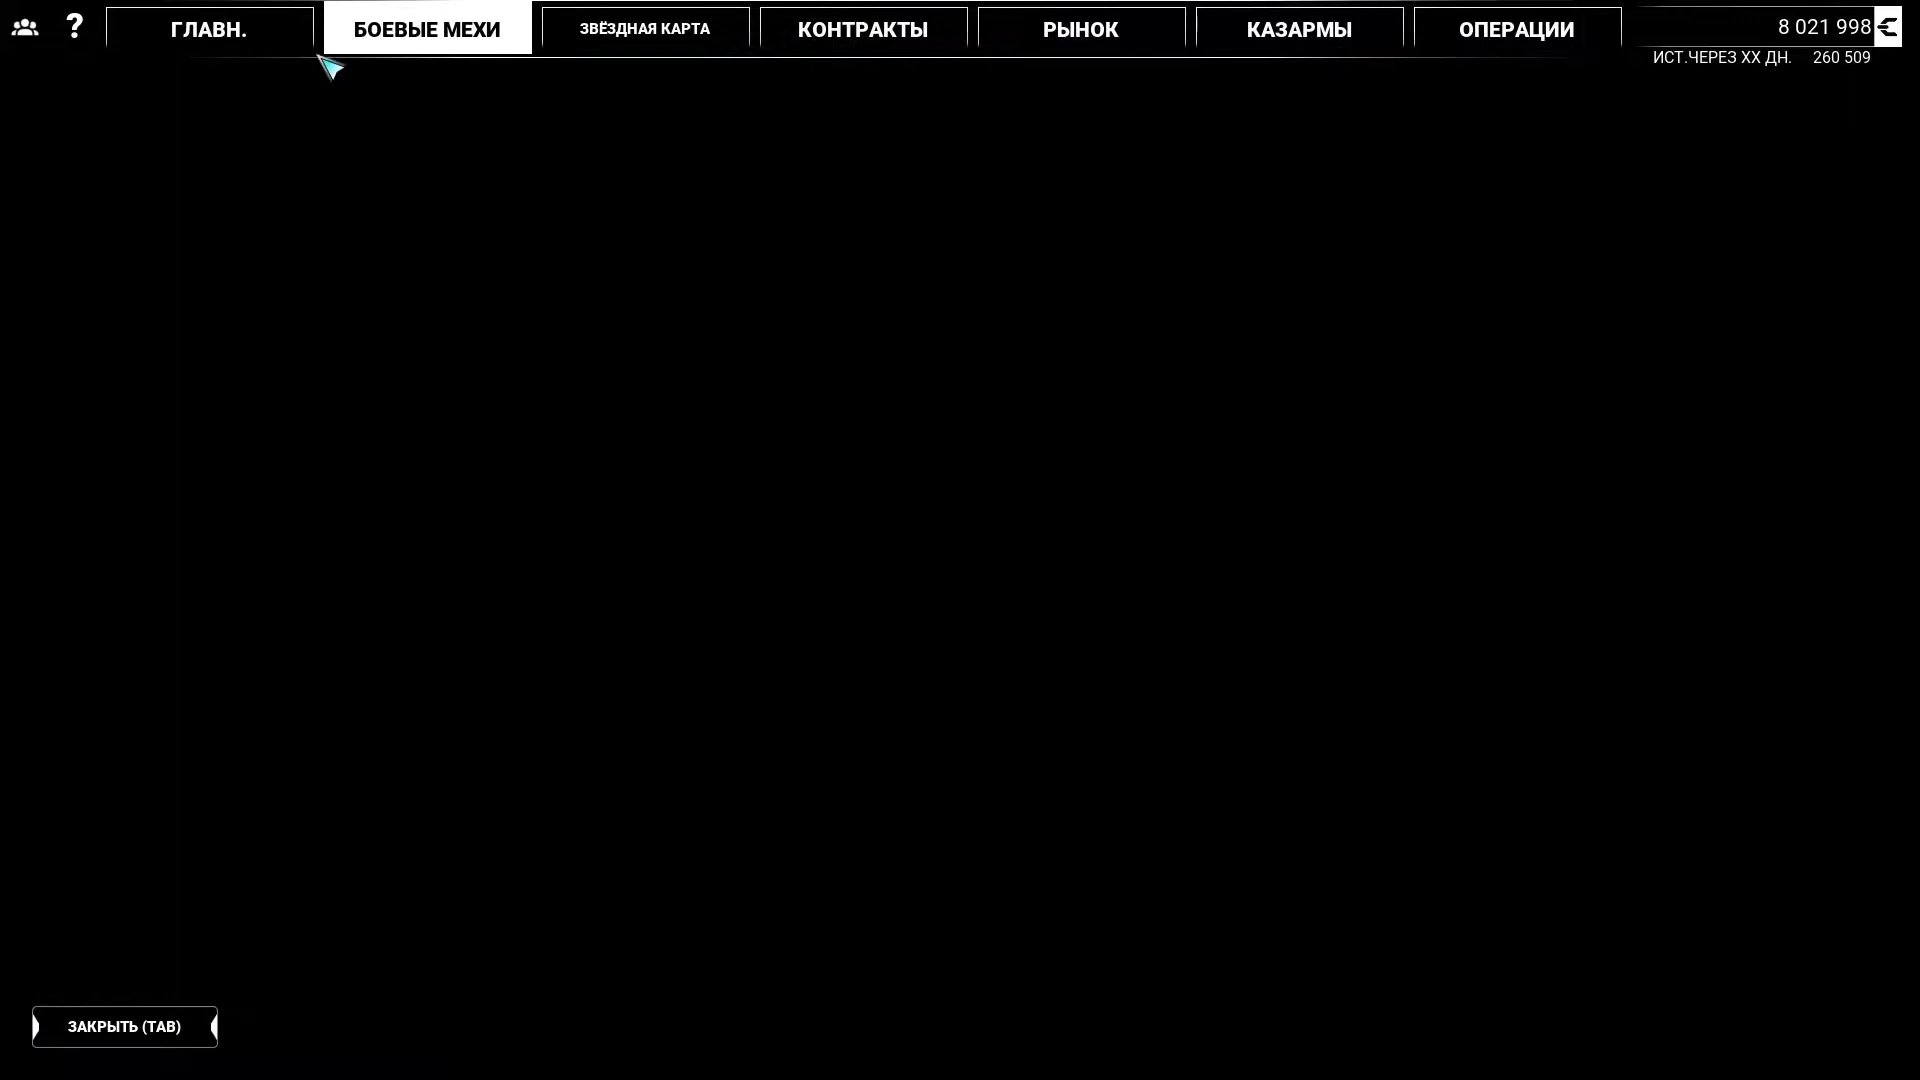 ?
ГЛАВН.
БОЕВЫЕ МЕХИ
ЗВЁЗДНАЯ КАРТА
КОНТРАКТЫ
РЫНОК
КАЗАРМЫ
ОПЕРАЦИИ
8 021 998
ИСТ.ЧЕРЕЗ XX ДН. 260 509
ЗАКРЫТЬ (TAB)